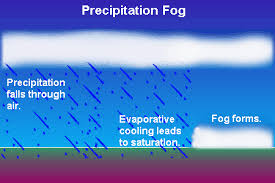 Precipitation Fog
Precipitation
falls through
air.
Evaporative
cooling leads
to saturation.
Fog forms.